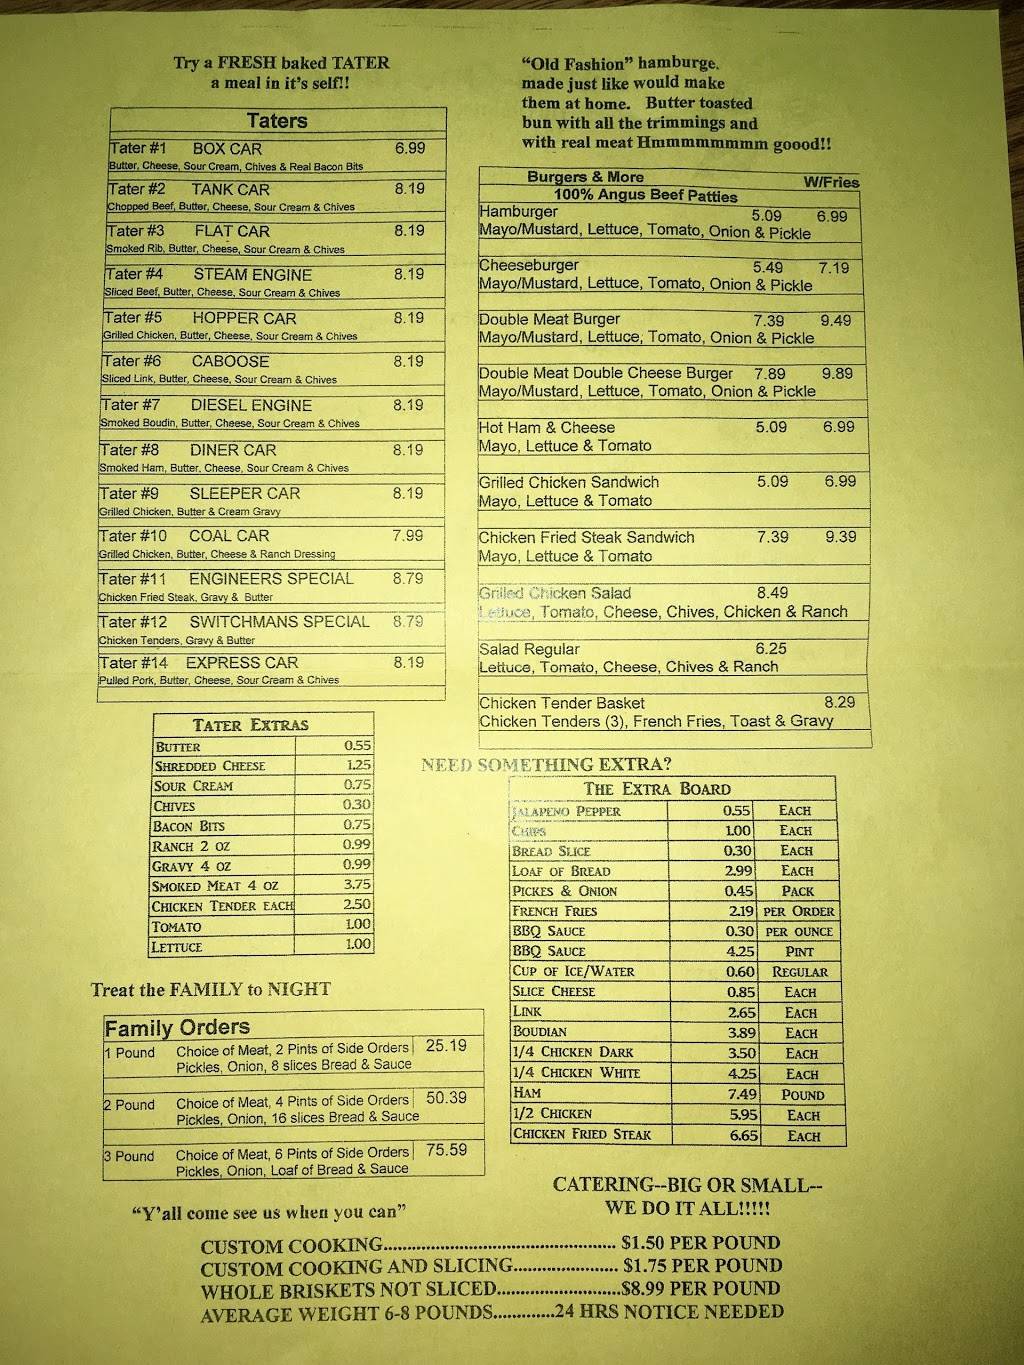 Try a FRESH baked TATER
a meal in it's self!!
Taters
Tater #1 BOX CAR 6.99
Butter, Cheese, Sour Cream, Chives & Real Bacon Bits
Tater #2 TANK CAR 8.19
Chopped Beef, Butter, Cheese, Sour Cream & Chives
Tater #3 FLAT CAR 8.19
Smoked Rib, Butter, Cheese, Sour Cream & Chives
Tater #4 STEAM ENGINE 8.19
Sliced Beef, Butter, Cheese, Sour Cream & Chives
Tater #5 HOPPER CAR 8.19
Grilled Chicken, Butter, Cheese, Sour Cream & Chives
Tater #6 CABOOSE 8.19
Sliced Link, Butter, Cheese, Sour Cream & Chives
Tater #7 DIESEL ENGINE 8.19
Smoked Boudin, Butter, Cheese, Sour Cream & Chives
Tater #8 DINER CAR 8.19
Smoked Ham, Butter, Cheese, Sour Cream & Chives
Tater #9 SLEEPER CAR 8.19
Grilled Chicken, Butter & Cream Gravy
Tater #10 COAL CAR 7.99
Grilled Chicken, Butter, Cheese & Ranch Dressing
Tater #11 ENGINEERS SPECIAL 8.79
Chicken Fried Steak, Gravy & Butter
Tater #12 SWITCHMANS SPECIAL 8.79
Chicken Tenders, Gravy & Butter
Tater #14 EXPRESS CAR 8.19
Pulled Pork, Butter, Cheese, Sour Cream & Chives
TATER EXTRAS
BUTTER 0.55
SHREDDED CHEESE 1.25
SOUR CREAM 0.75
CHIVES 0.30
BACON BITS 0.75
RANCH 2 OZ 0.99
GRAVY 4 OZ 0.99
SMOKED MEAT 4 OZ 3.75
CHICKEN TENDER EACH 2.50
TOMATO 1.00
LETTUCE 1.00
Treat the FAMILY to NIGHT
Family Orders
1 Pound Choice of Meat, 2 Pints of Side Orders 25.19
Pickles, Onion, 8 slices Bread & Sauce
2 Pound Choice of Meat, 4 Pints of Side Orders 50.39
Pickles, Onion, 16 slices Bread & Sauce
3 Pound Choice of Meat, 6 Pints of Side Orders 75.59
Pickles, Onion, Loaf of Bread & Sauce
"Y'all come see us when you can"
"Old Fashion" hamburge.
made just like would make
them at home. Butter toasted
bun with all the trimmings and
with real meat Hmmmmmmmm goood!!
Burgers & More W/Fries
100% Angus Beef Patties
Hamburger 5.09 6.99
Mayo/Mustard, Lettuce, Tomato, Onion & Pickle
Cheeseburger 5.49 7.19
Mayo/Mustard, Lettuce, Tomato, Onion & Pickle
Double Meat Burger 7.39 9.49
Mayo/Mustard, Lettuce, Tomato, Onion & Pickle
Double Meat Double Cheese Burger 7.89 9.89
Mayo/Mustard, Lettuce, Tomato, Onion & Pickle
Hot Ham & Cheese 5.09 6.99
Mayo, Lettuce & Tomato
Grilled Chicken Sandwich 5.09 6.99
Mayo, Lettuce & Tomato
Chicken Fried Steak Sandwich 7.39 9.39
Mayo, Lettuce & Tomato
Grilled Chicken Salad 8.49
Lettuce, Tomato, Cheese, Chives, Chicken & Ranch
Salad Regular 6.25
Lettuce, Tomato, Cheese, Chives & Ranch
Chicken Tender Basket 8.29
Chicken Tenders (3), French Fries, Toast & Gravy
NEED SOMETHING EXTRA?
THE EXTRA BOARD
JALAPENO PEPPER 0.55 EACH
CHIPS 1.00 EACH
BREAD SLICE 0.30 EACH
LOAF OF BREAD 2.99 EACH
PICKES & ONION 0.45 PACK
FRENCH FRIES 2.19 PER ORDER
BBQ SAUCE 0.30 PER OUNCE
BBQ SAUCE 4.25 PINT
CUP OF ICE/WATER 0.60 REGULAR
SLICE CHEESE 0.85 EACH
LINK 2.65 EACH
BOUDIAN 3.89 EACH
1/4 CHICKEN DARK 3.50 EACH
1/4 CHICKEN WHITE 4.25 EACH
HAM 7.49 POUND
1/2 CHICKEN 5.95 EACH
CHICKEN FRIED STEAK 6.65 EACH
CATERING--BIG OR SMALL--
WE DO IT ALL!!!!!
CUSTOM COOKING.................................................. $1.50 PER POUND
CUSTOM COOKING AND SLICING....................... $1.75 PER POUND
WHOLE BRISKETS NOT SLICED...........................$8.99 PER POUND
AVERAGE WEIGHT 6-8 POUNDS.............24 HRS NOTICE NEEDED